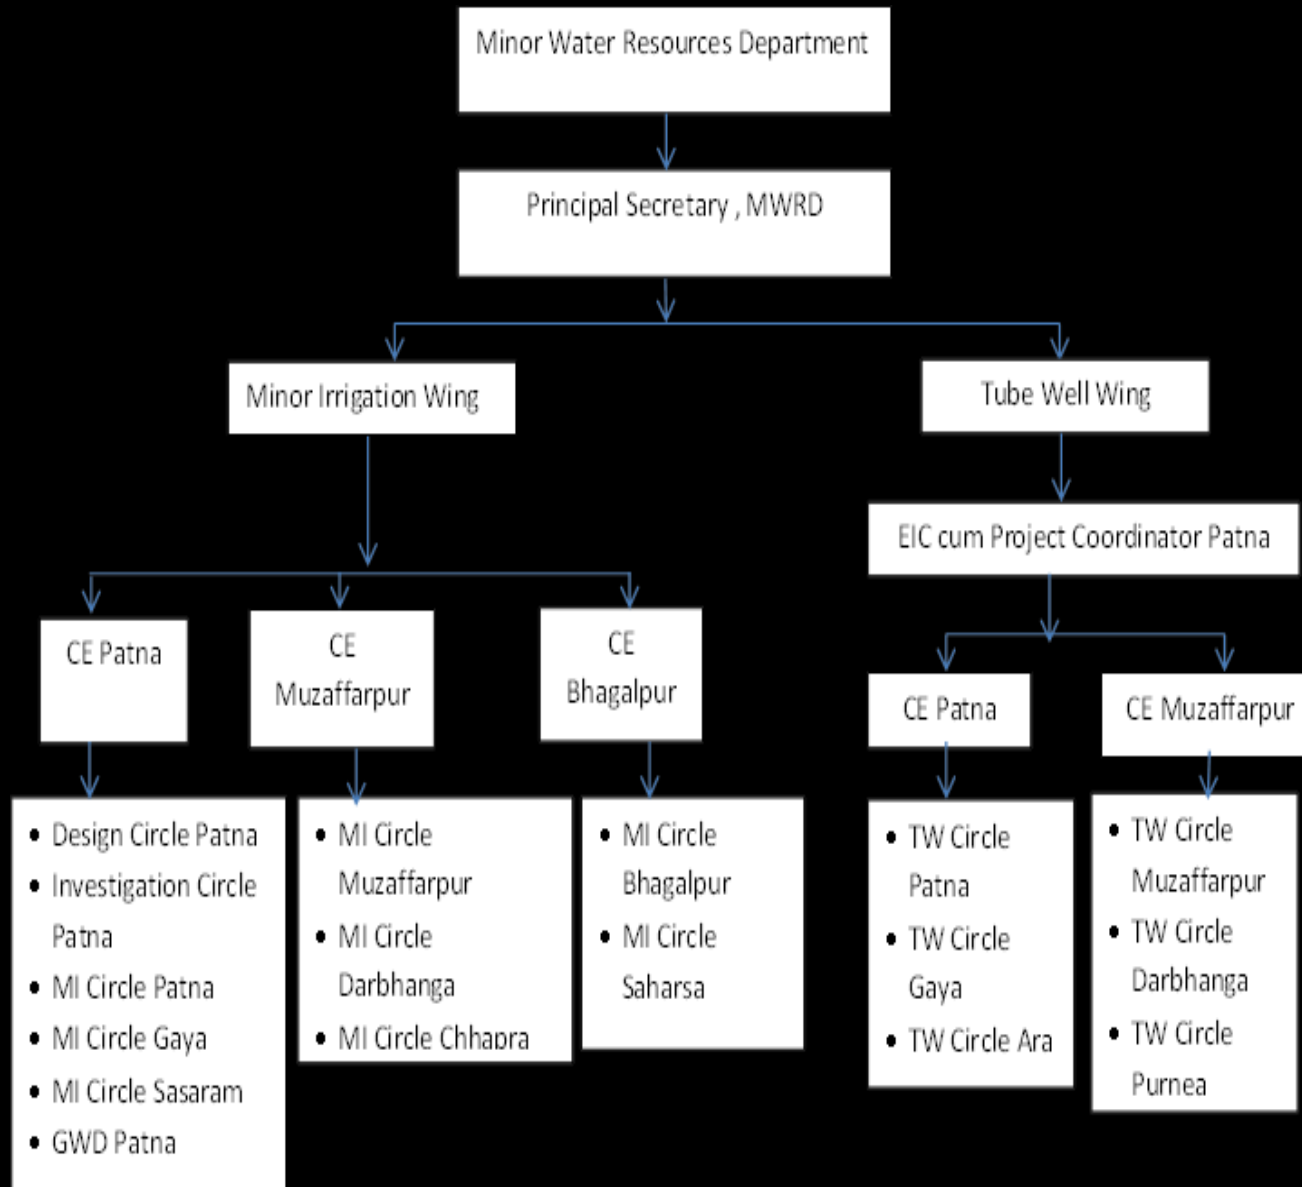 Minor Water Resources Department
Principal Secretary , MWRD
Minor Irrigation Wing
Tube Well Wing
EIC cum Project Coordinator Patna
CE Patna
CE
Muzaffarpur
CE
Bhagalpur
CE Patna
CE Muzaffarpur
• Design Circle Patna
• Investigation Circle
Patna
• MI Circle Patna
• MI Circle Gaya
• MI Circle Sasaram
• GWD Patna
• MI Circle
Muzaffarpur
• MI Circle
Darbhanga
• MI Circle Chhapra
• MI Circle
Bhagalpur
• MI Circle
Saharsa
• TW Circle
Patna
• TW Circle
Gaya
• TW Circle Ara
• TW Circle
Muzaffarpur
• TW Circle
Darbhanga
• TW Circle
Purnea